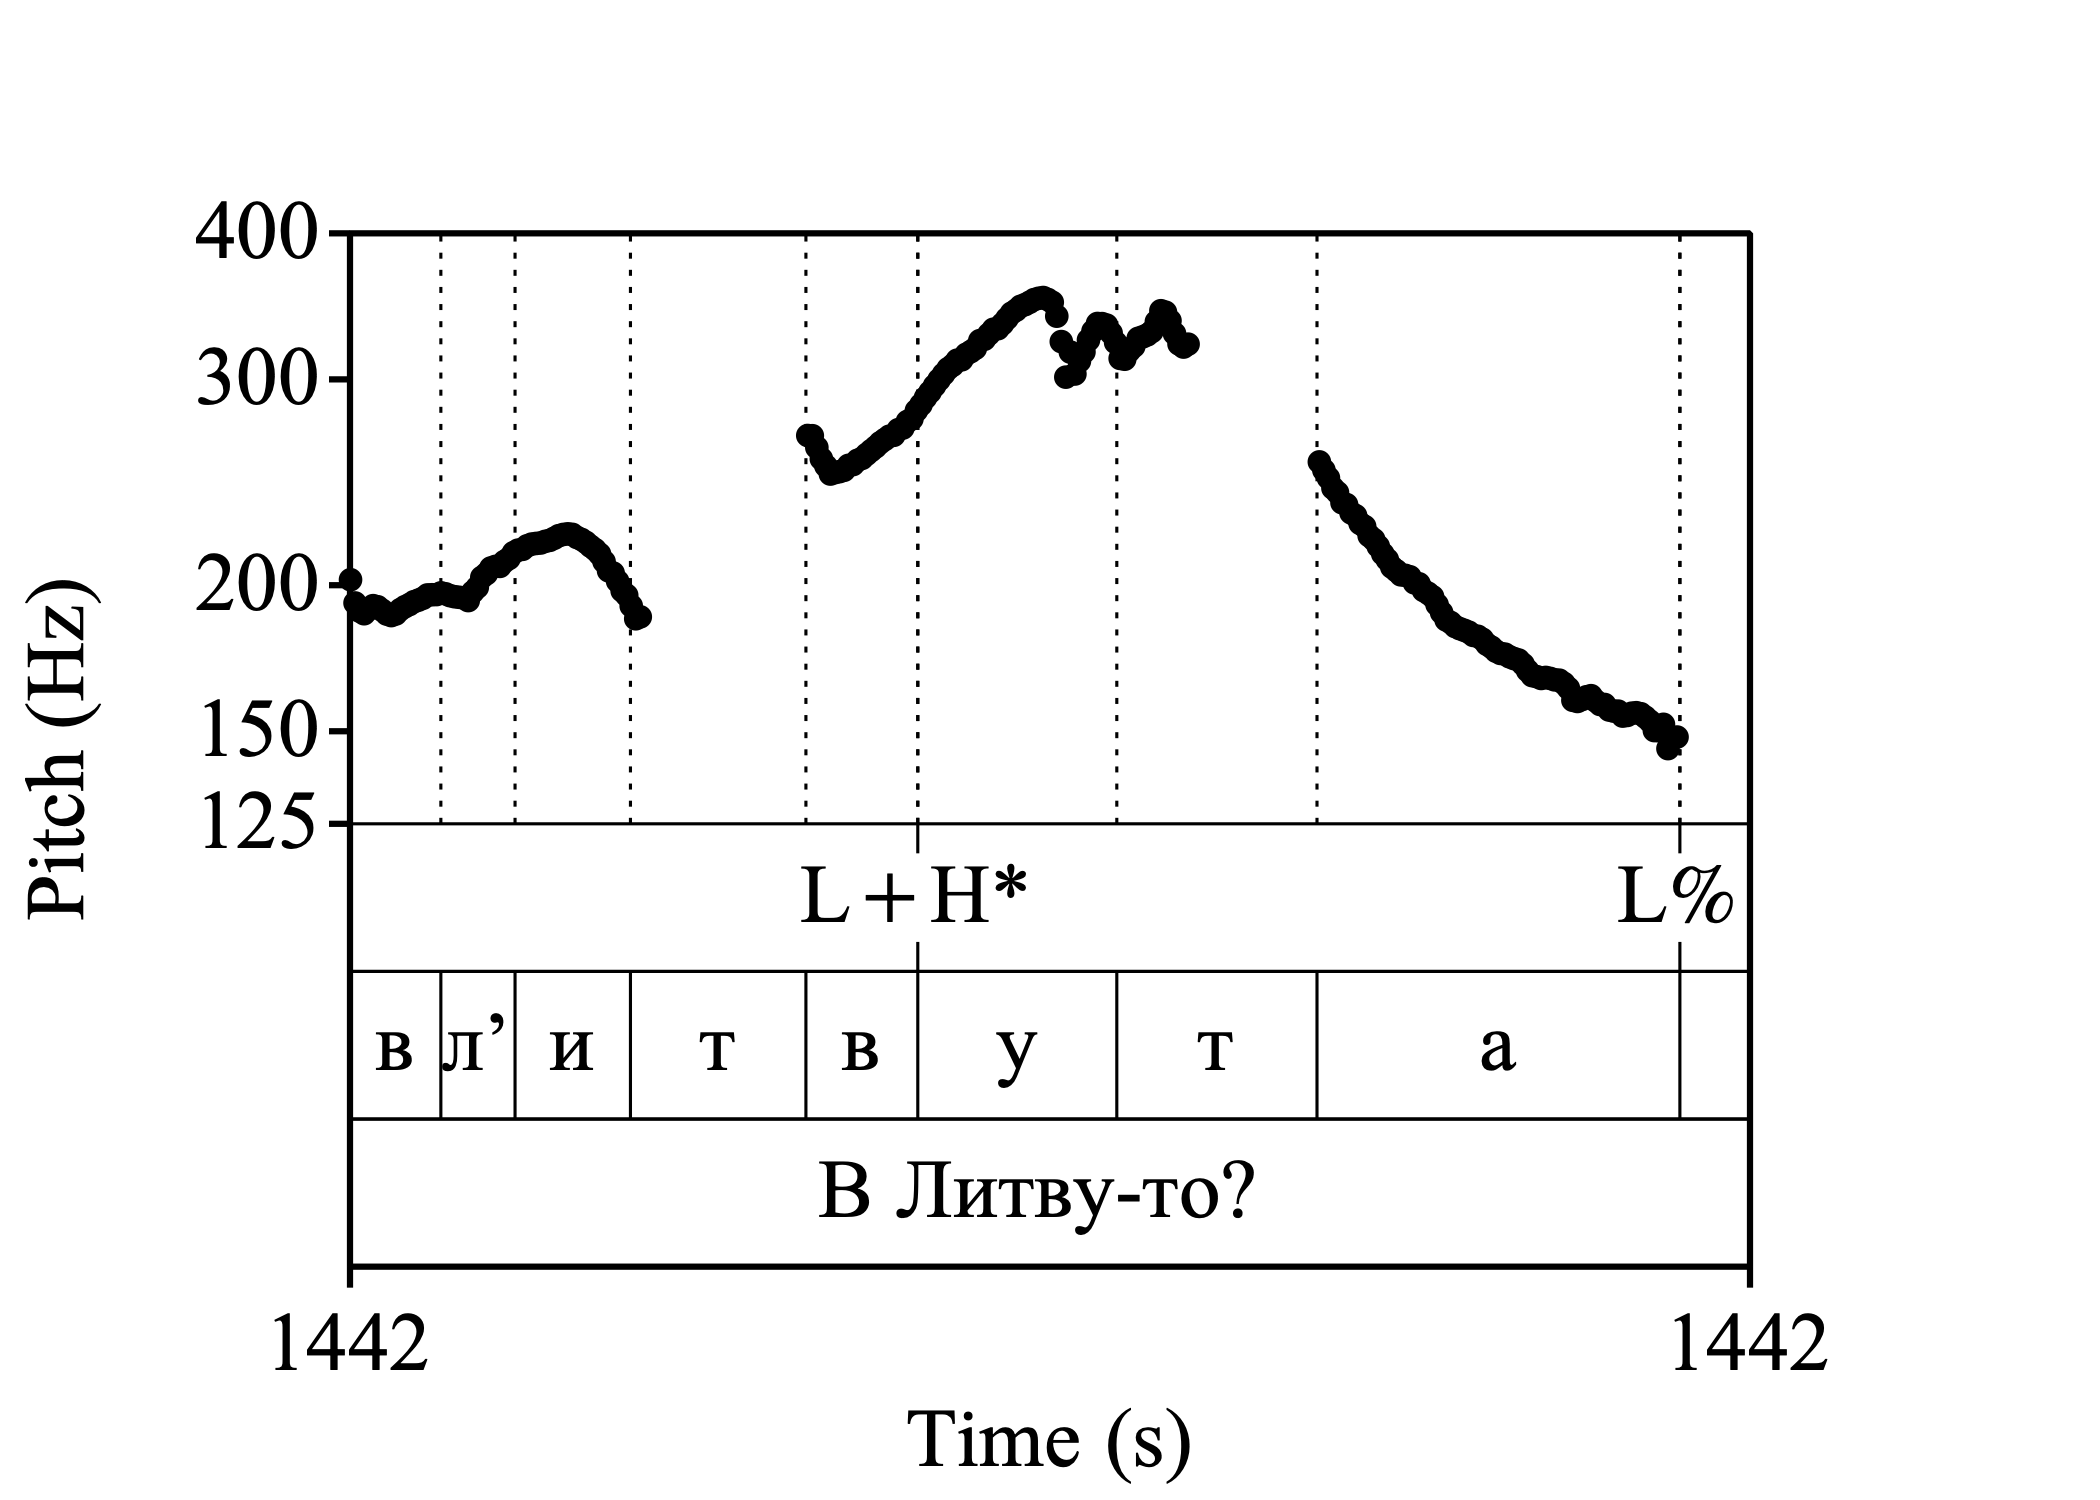 400
300
200
150
125
Pitch (Hz)
L+H* L%
в л’ и т в у т а
В Литву-то?
1442 1442
Time (s)